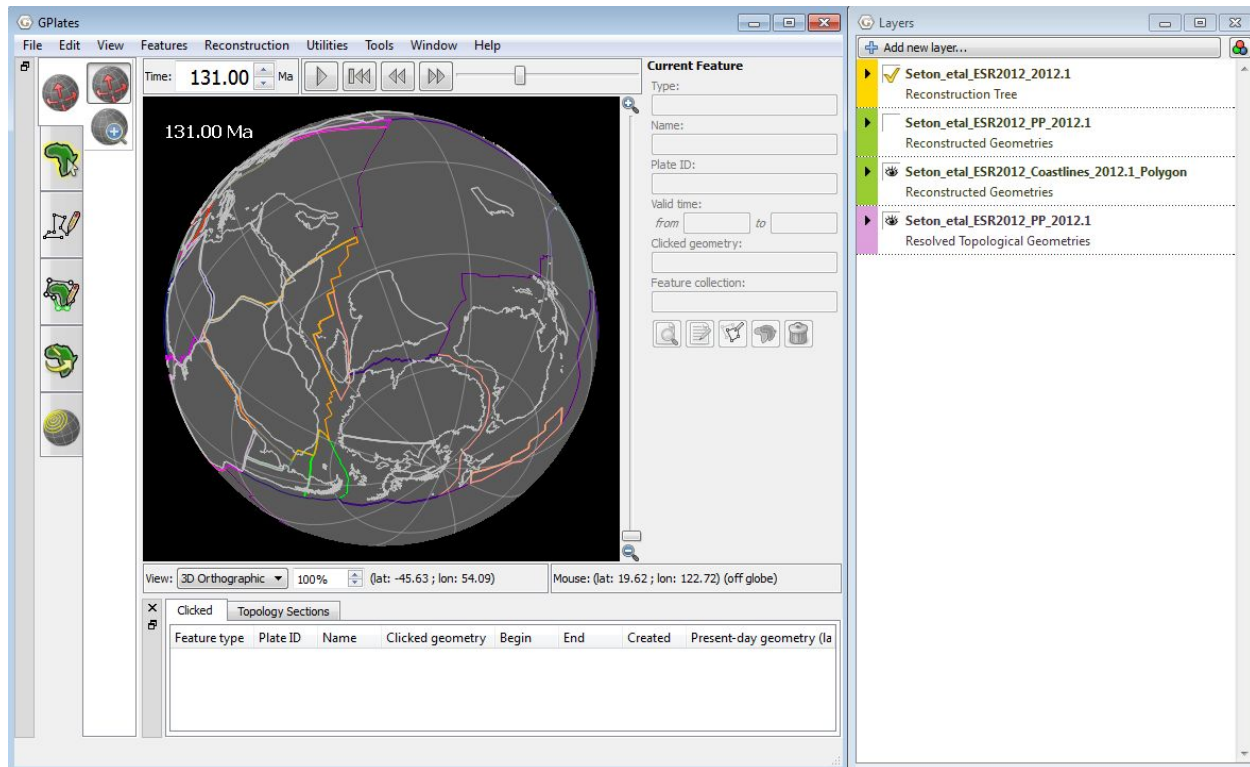 GPlates
File Edit View Features Reconstruction Utilities Tools Window Help
Time: 131.00 Ma
131.00 Ma
Current Feature
Type:
Name:
Plate ID:
Valid time:
from to
Clicked geometry:
Feature collection:
View: 3D Orthographic 100% (lat: -45.63 ; lon: 54.09) Mouse: (lat: 19.62 ; lon: 122.72) (off globe)
Clicked Topology Sections
Feature type Plate ID Name Clicked geometry Begin End Created Present-day geometry (la
Layers
Add new layer...
Seton_etal_ESR2012_2012.1
Reconstruction Tree
Seton_etal_ESR2012_PP_2012.1
Reconstructed Geometries
Seton_etal_ESR2012_Coastlines_2012.1_Polygon
Reconstructed Geometries
Seton_etal_ESR2012_PP_2012.1
Resolved Topological Geometries